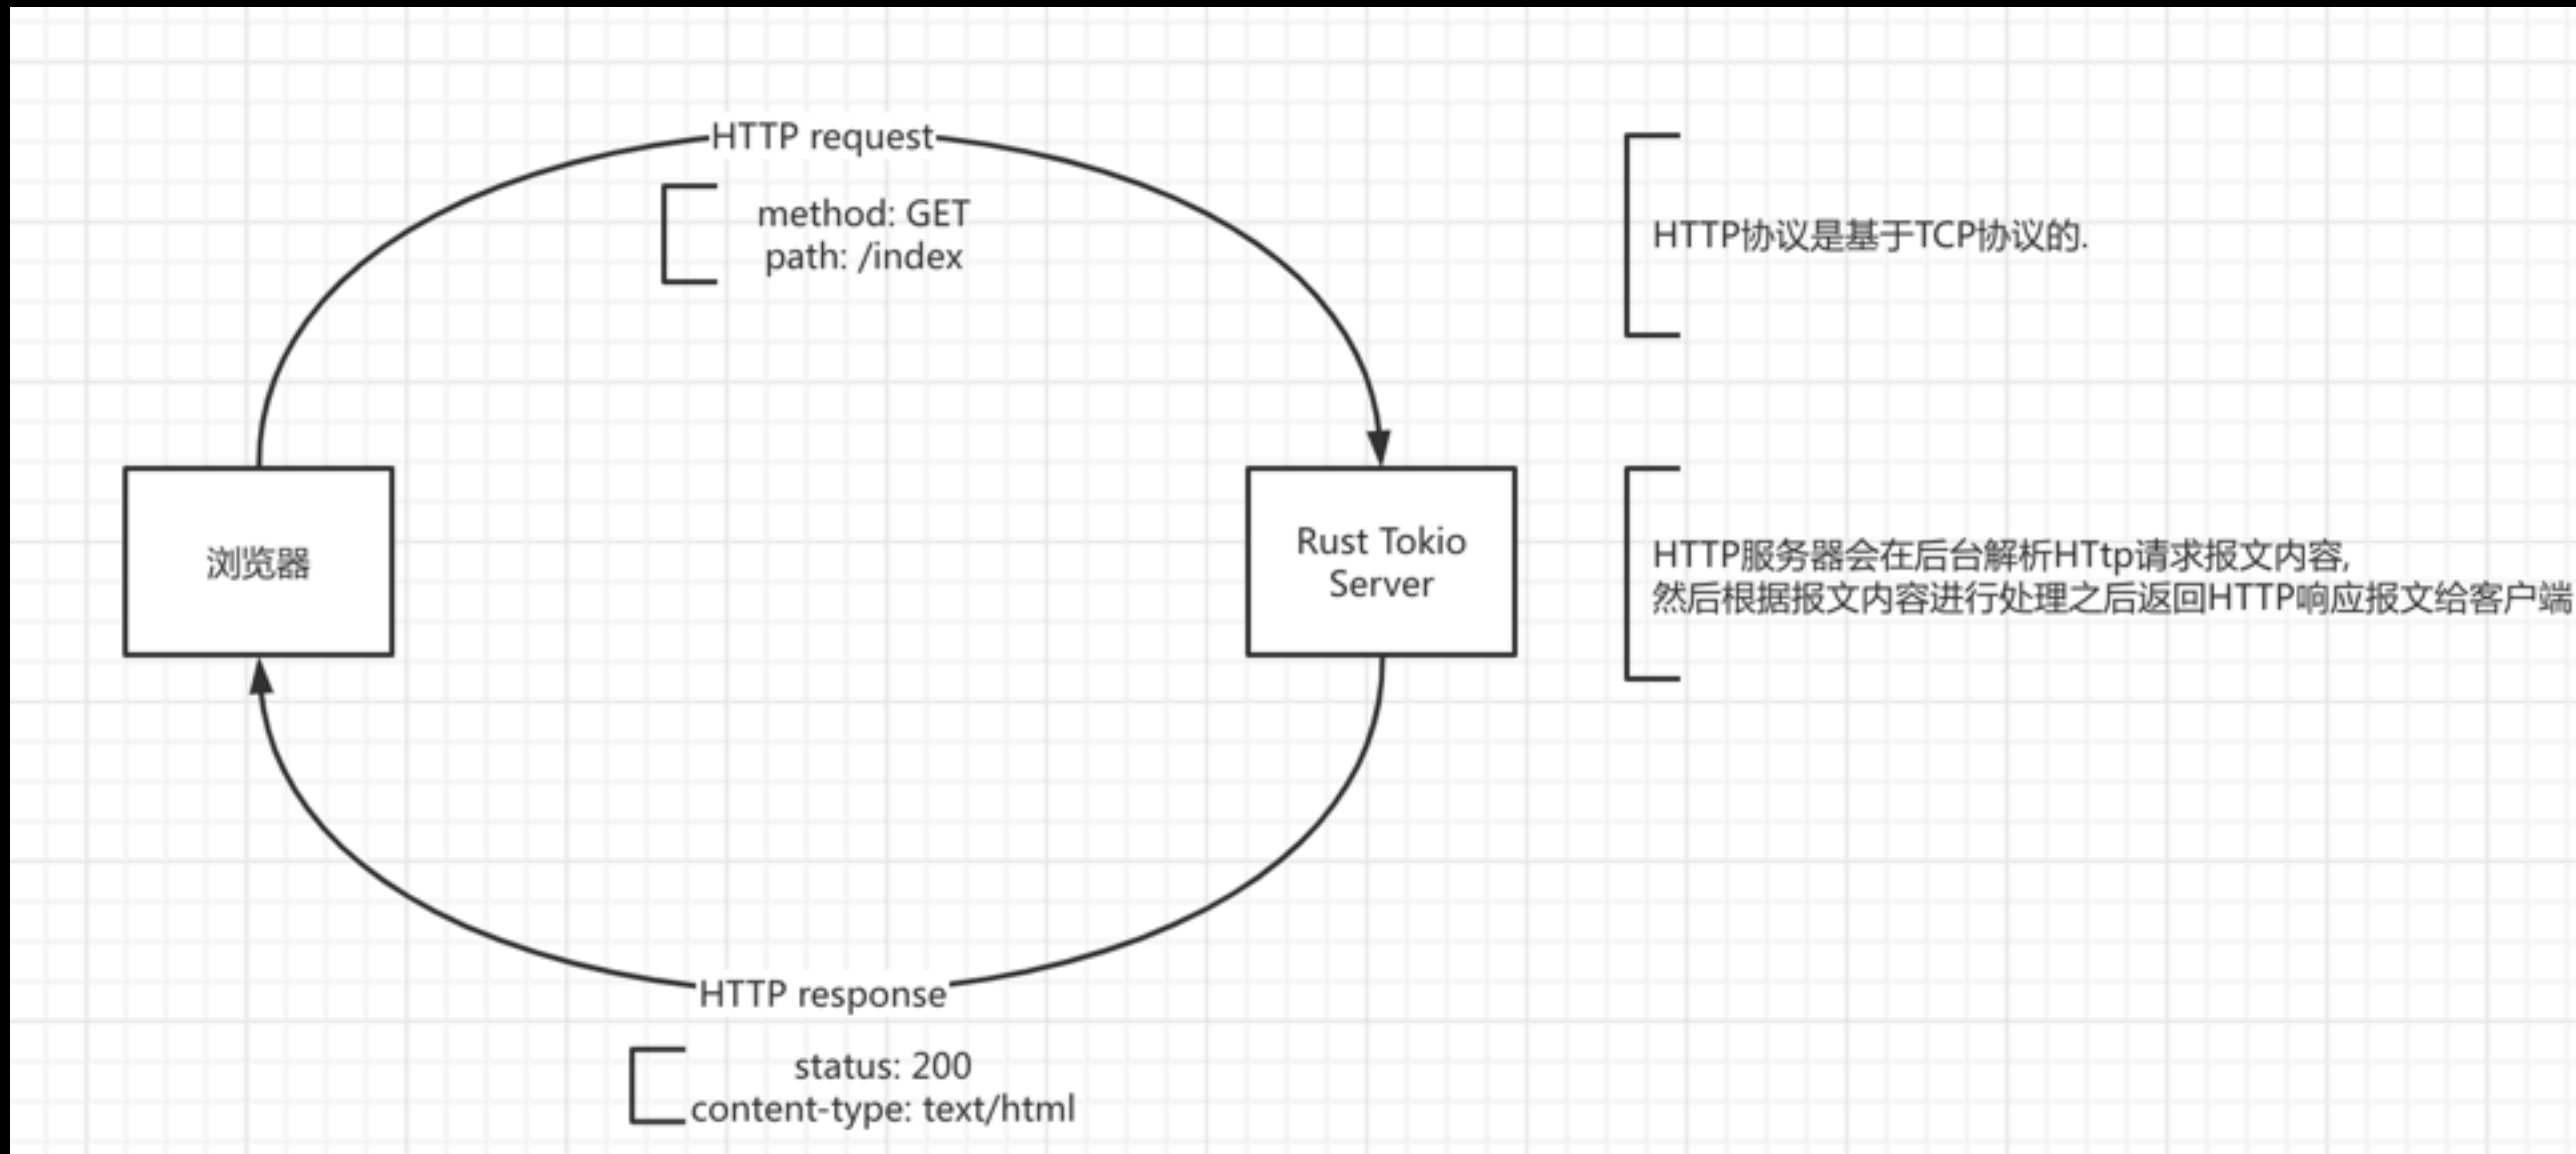 HTTP request
method: GET
path: /index
HTTP协议是基于TCP协议的.
浏览器
Rust Tokio
Server
HTTP服务器会在后台解析HTtp请求报文内容,
然后根据报文内容进行处理之后返回HTTP响应报文给客户端
HTTP response
status: 200
content-type: text/html